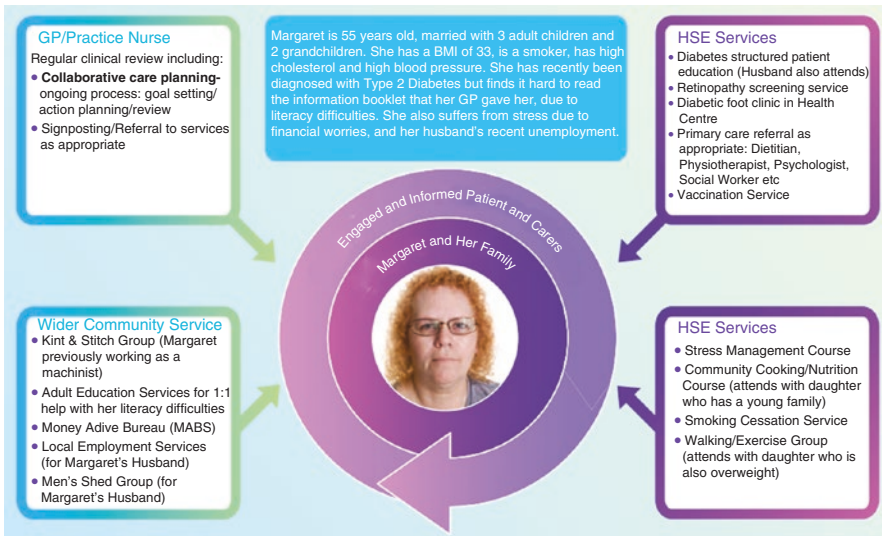 GP/Practice Nurse
Regular clinical review including:
• Collaborative care planning-
ongoing process: goal setting/
action planning/review
• Signposting/Referral to services
as appropriate
Margaret is 55 years old, married with 3 adult children and
2 grandchildren. She has a BMI of 33, is a smoker, has high
cholesterol and high blood pressure. She has recently been
diagnosed with Type 2 Diabetes but finds it hard to read
the information booklet that her GP gave her, due to
literacy difficulties. She also suffers from stress due to
financial worries, and her husband's recent unemployment.
HSE Services
• Diabetes structured patient
education (Husband also attends)
• Retinopathy screening service
• Diabetic foot clinic in Health
Centre
• Primary care referral as
appropriate: Dietitian,
Physiotherapist, Psychologist,
Social Worker etc
• Vaccination Service
Engaged and Informed Patient and Carers
Margaret and Her Family
Wider Community Service
• Kint & Stitch Group (Margaret
previously working as a
machinist)
• Adult Education Services for 1:1
help with her literacy difficulties
• Money Adive Bureau (MABS)
• Local Employment Services
(for Margaret's Husband)
• Men's Shed Group (for
Margaret's Husband)
HSE Services
• Stress Management Course
• Community Cooking/Nutrition
Course (attends with daughter
who has a young family)
• Smoking Cessation Service
• Walking/Exercise Group
(attends with daughter who is
also overweight)